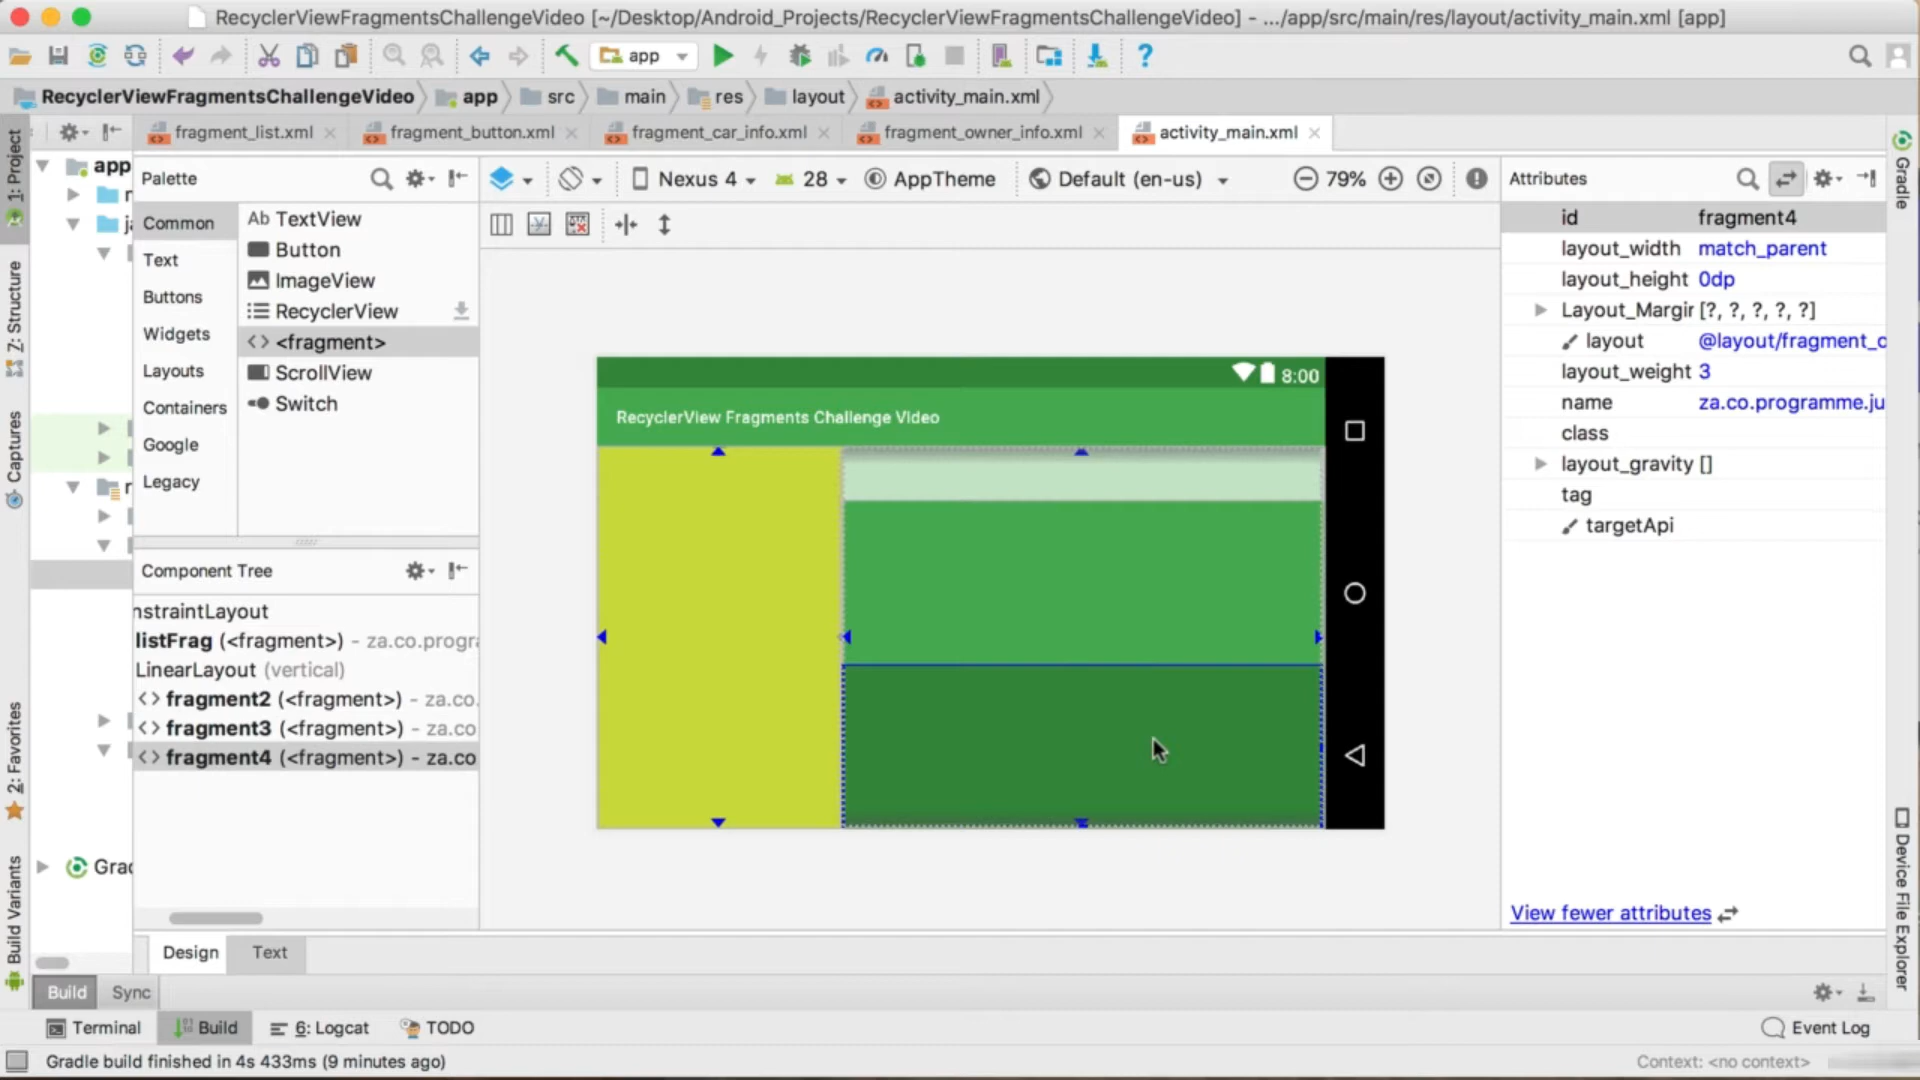 RecyclerViewFragmentsChallengeVideo [~/Desktop/Android_Projects/RecyclerViewFragmentsChallengeVideo] - .../app/src/main/res/layout/activity_main.xml [app]
app
RecyclerViewFragmentsChallengeVideo app src main res layout activity_main.xml
fragment_list.xml fragment_button.xml fragment_car_info.xml fragment_owner_info.xml activity_main.xml
1: Project
Z: Structure
Captures
2: Favorites
Build Variants
app
Grad
Palette
Common
Text
Buttons
Widgets
Layouts
Containers
Google
Legacy
Ab TextView
Button
ImageView
RecyclerView
<fragment>
ScrollView
Switch
Component Tree
nstraintLayout
listFrag (<fragment>) - za.co.progra
LinearLayout (vertical)
fragment2 (<fragment>) - za.co.
fragment3 (<fragment>) - za.co
fragment4 (<fragment>) - za.co
Nexus 4 28 AppTheme Default (en-us) 79%
8:00
RecyclerView Fragments Challenge Video
Attributes
id fragment4
layout_width match_parent
layout_height 0dp
Layout_Margin [?, ?, ?, ?, ?]
layout @layout/fragment_o
layout_weight 3
name za.co.programme.ju
class
layout_gravity []
tag
targetApi
View fewer attributes
Gradle
Device File Explorer
Design Text
Build Sync
Terminal Build 6: Logcat TODO Event Log
Gradle build finished in 4s 433ms (9 minutes ago) Context: <no context>